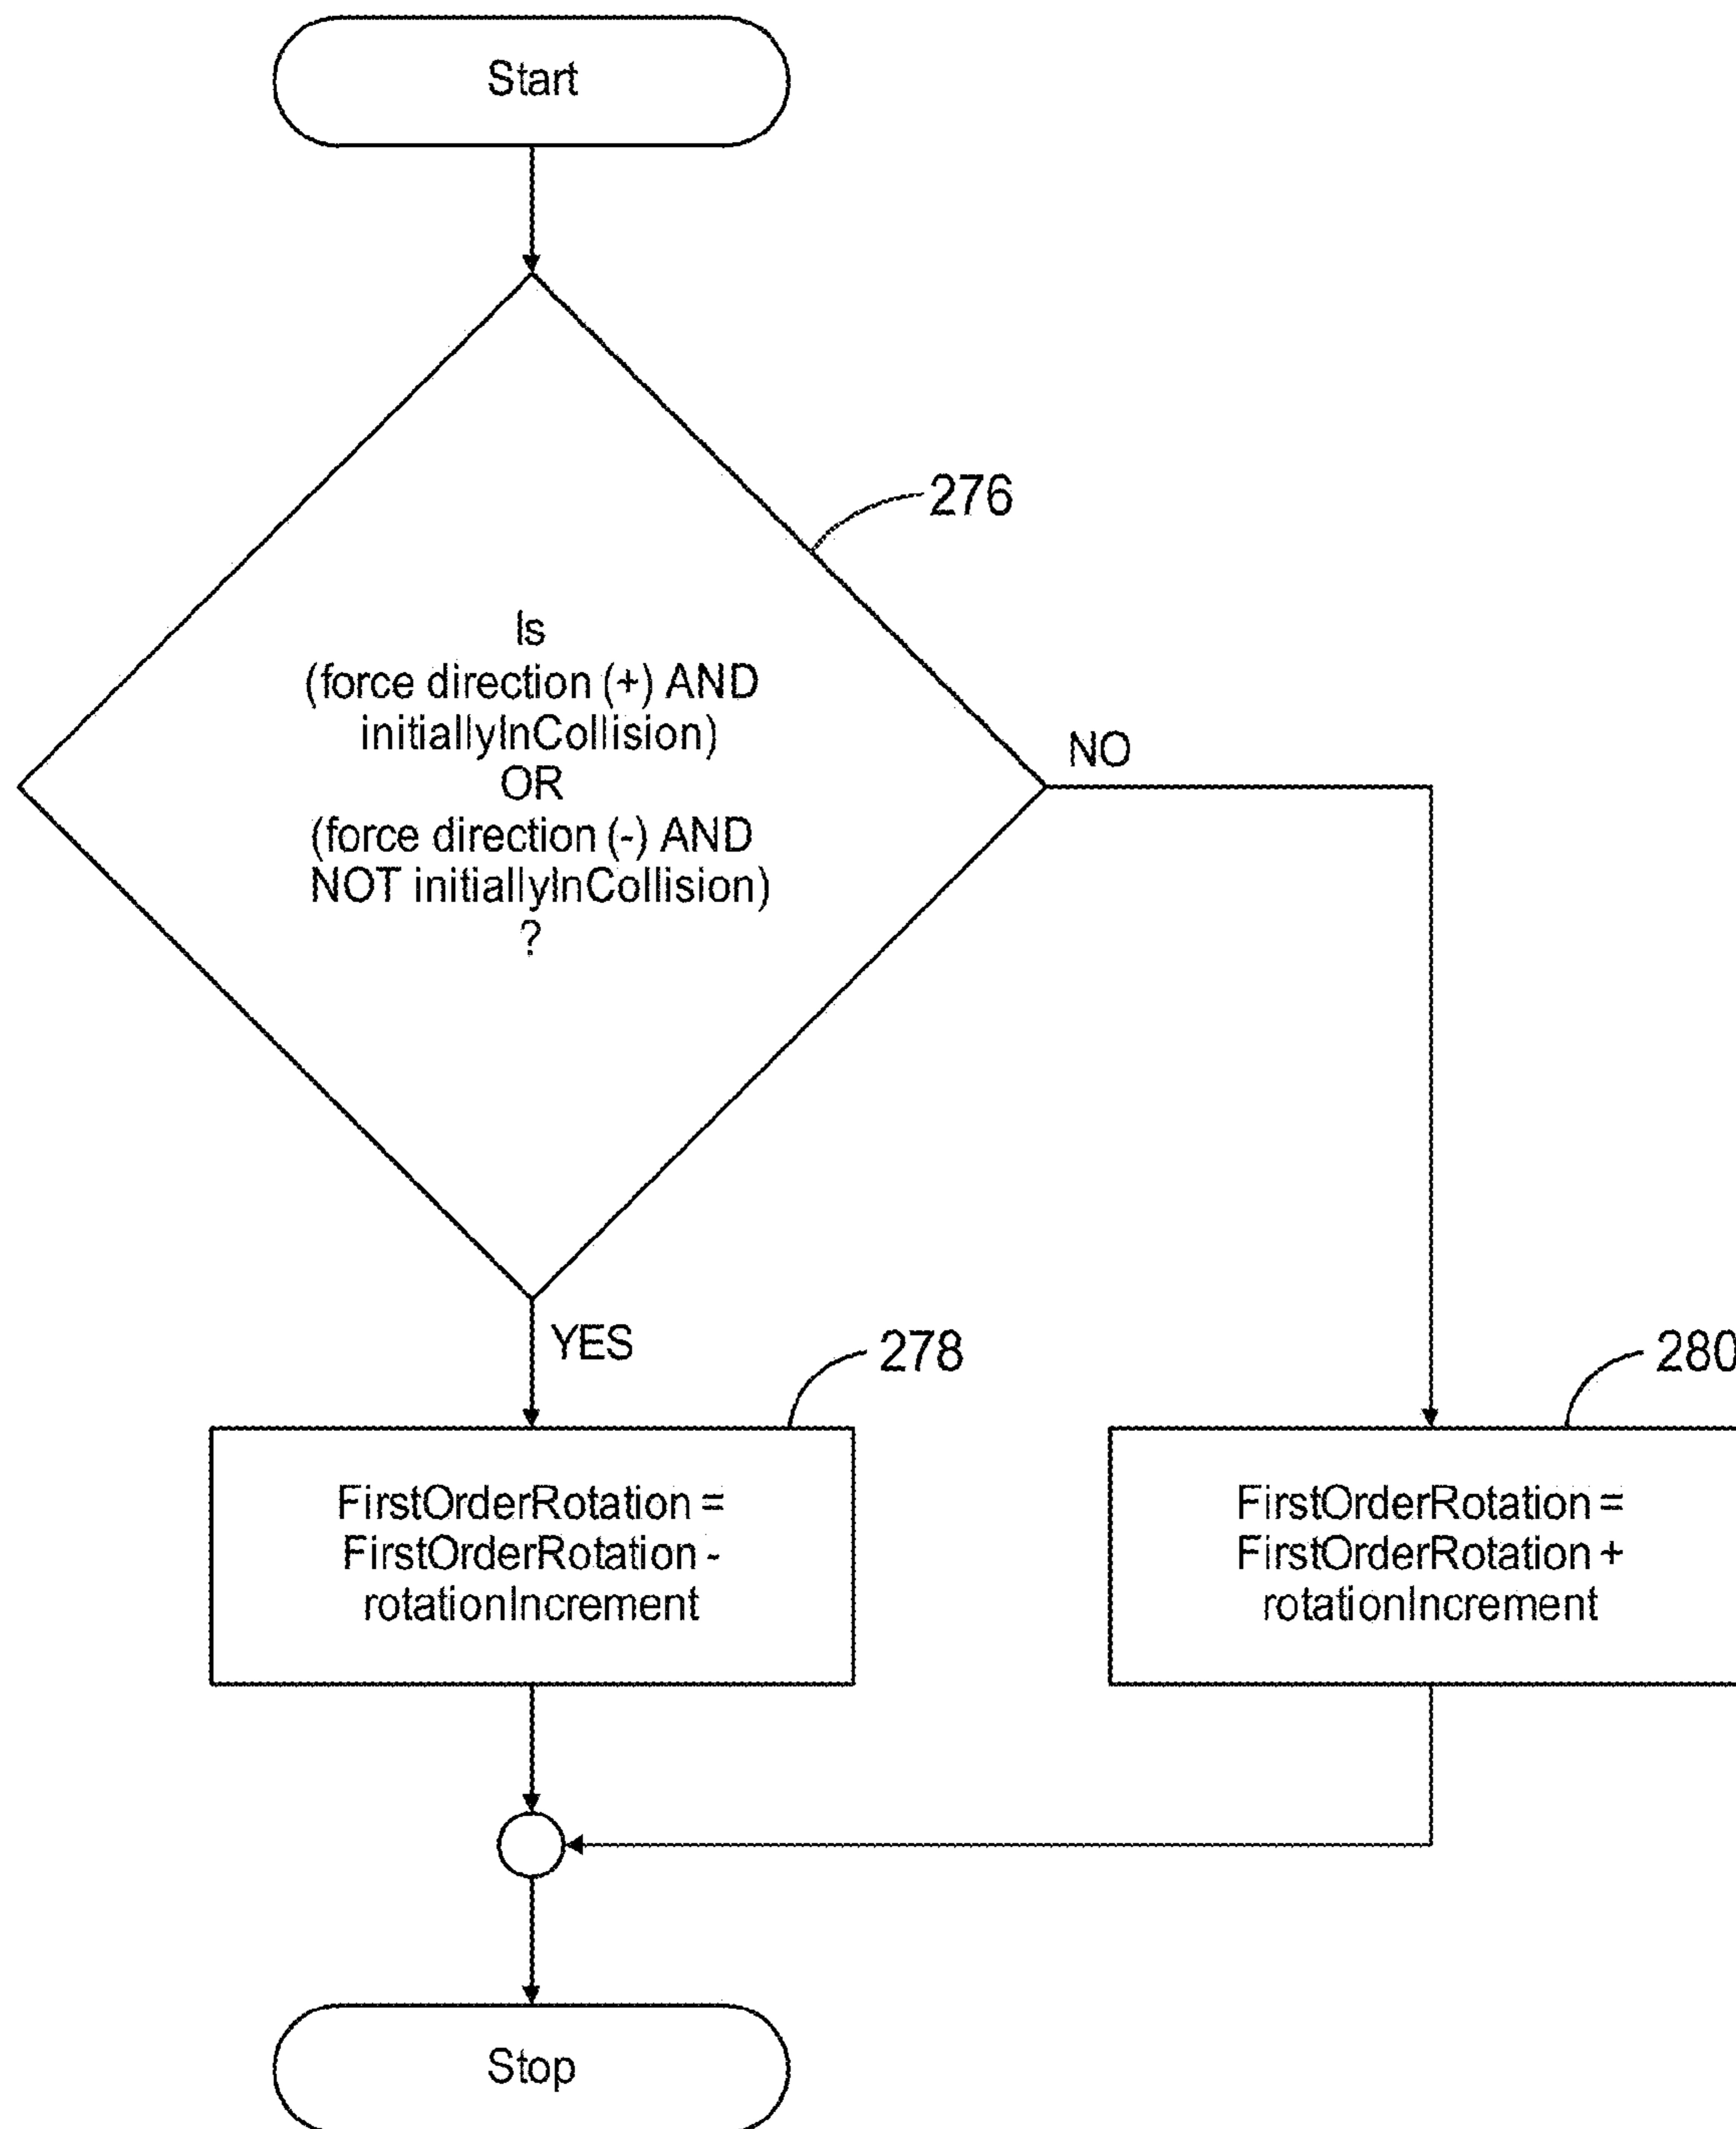 Start
276
Is
(force direction (+) AND
initiallyInCollision)
OR
(force direction (-) AND
NOT initiallyInCollision)
?
NO
YES
278
280
FirstOrderRotation =
FirstOrderRotation -
rotationIncrement
FirstOrderRotation =
FirstOrderRotation +
rotationIncrement
Stop